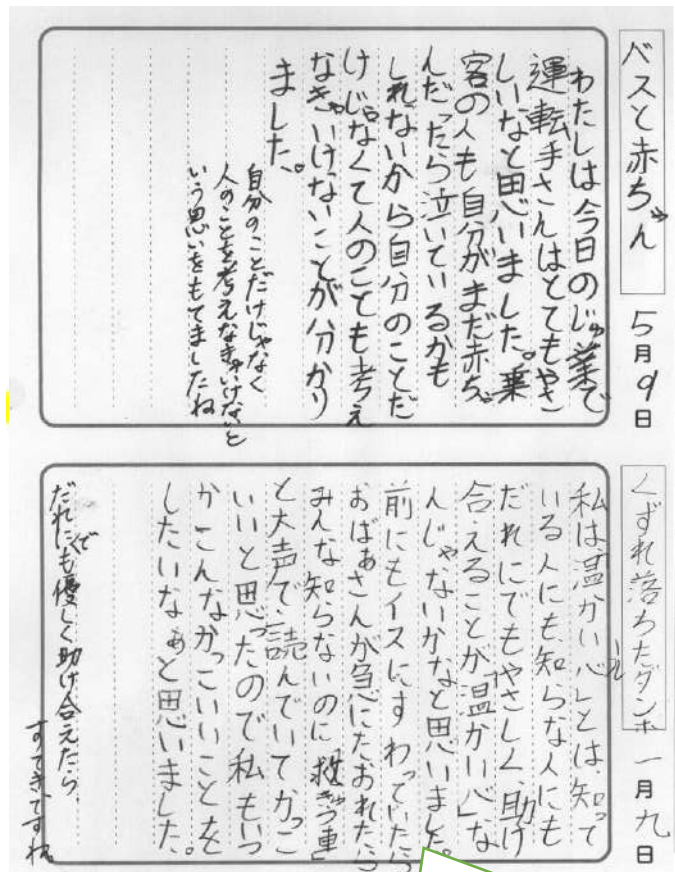 バスと赤ちゃん
5月9日
わたしは今日のじゅ業で
運転手さんはとてもやさ
しいなと思いました。乗
客の人も自分がまだ赤ちゃ
んだったら泣いているかも
しれないから自分のことだ
けじゃなくて人のことも考え
なきゃいけないことが分かり
ました。
自分のことだけじゃなく
人のことを考えなきゃいけないと
いう思いをもてましたね
くずれ落ちたダンボール
一月九日
私は「温かい心」とは、知って
いる人にも知らな人にも
だれにでもやさしく、助け
合えることが「温かい心」な
んじゃないかなと思いました。
前にもイスにすわっていたら
おばあさんが急にたおれたら
みんな知らないのに「救きゅう車」
と大声で、読んでいてかっこ
いいと思ったので私もいつ
かこんなかっこいいことを
したいなぁと思いました。
だれにでも優しく助け合えたら、
すてきですね。